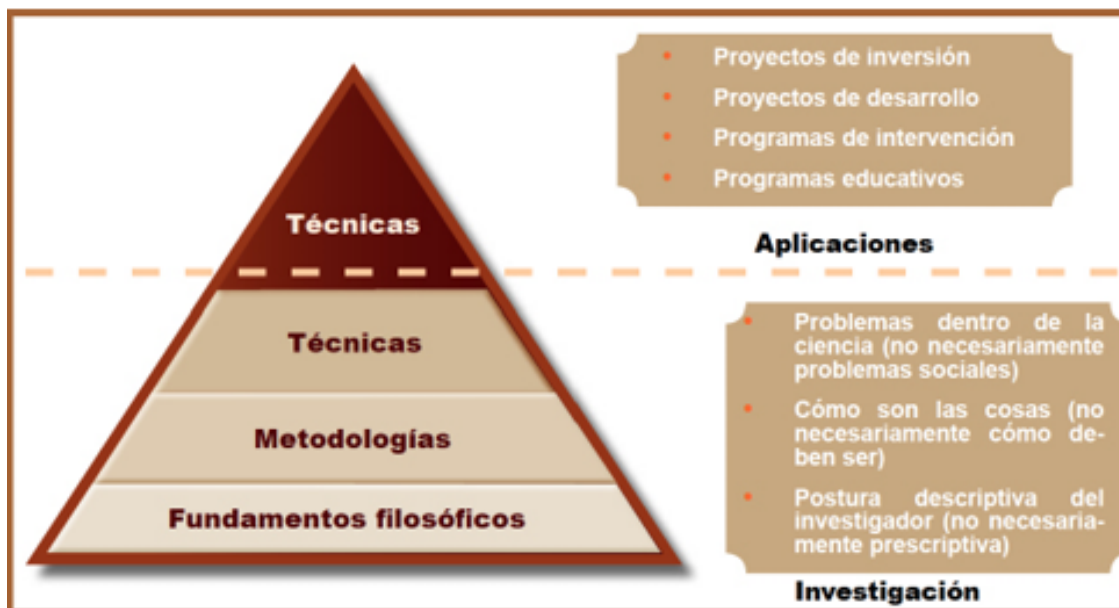 • Proyectos de inversión
• Proyectos de desarrollo
• Programas de intervención
• Programas educativos
Aplicaciones
Técnicas
Técnicas
Metodologías
Fundamentos filosóficos
• Problemas dentro de la
ciencia (no necesariamente
problemas sociales)
• Cómo son las cosas (no
necesariamente cómo de-
ben ser)
• Postura descriptiva del
investigador (no necesaria-
mente prescriptiva)
Investigación